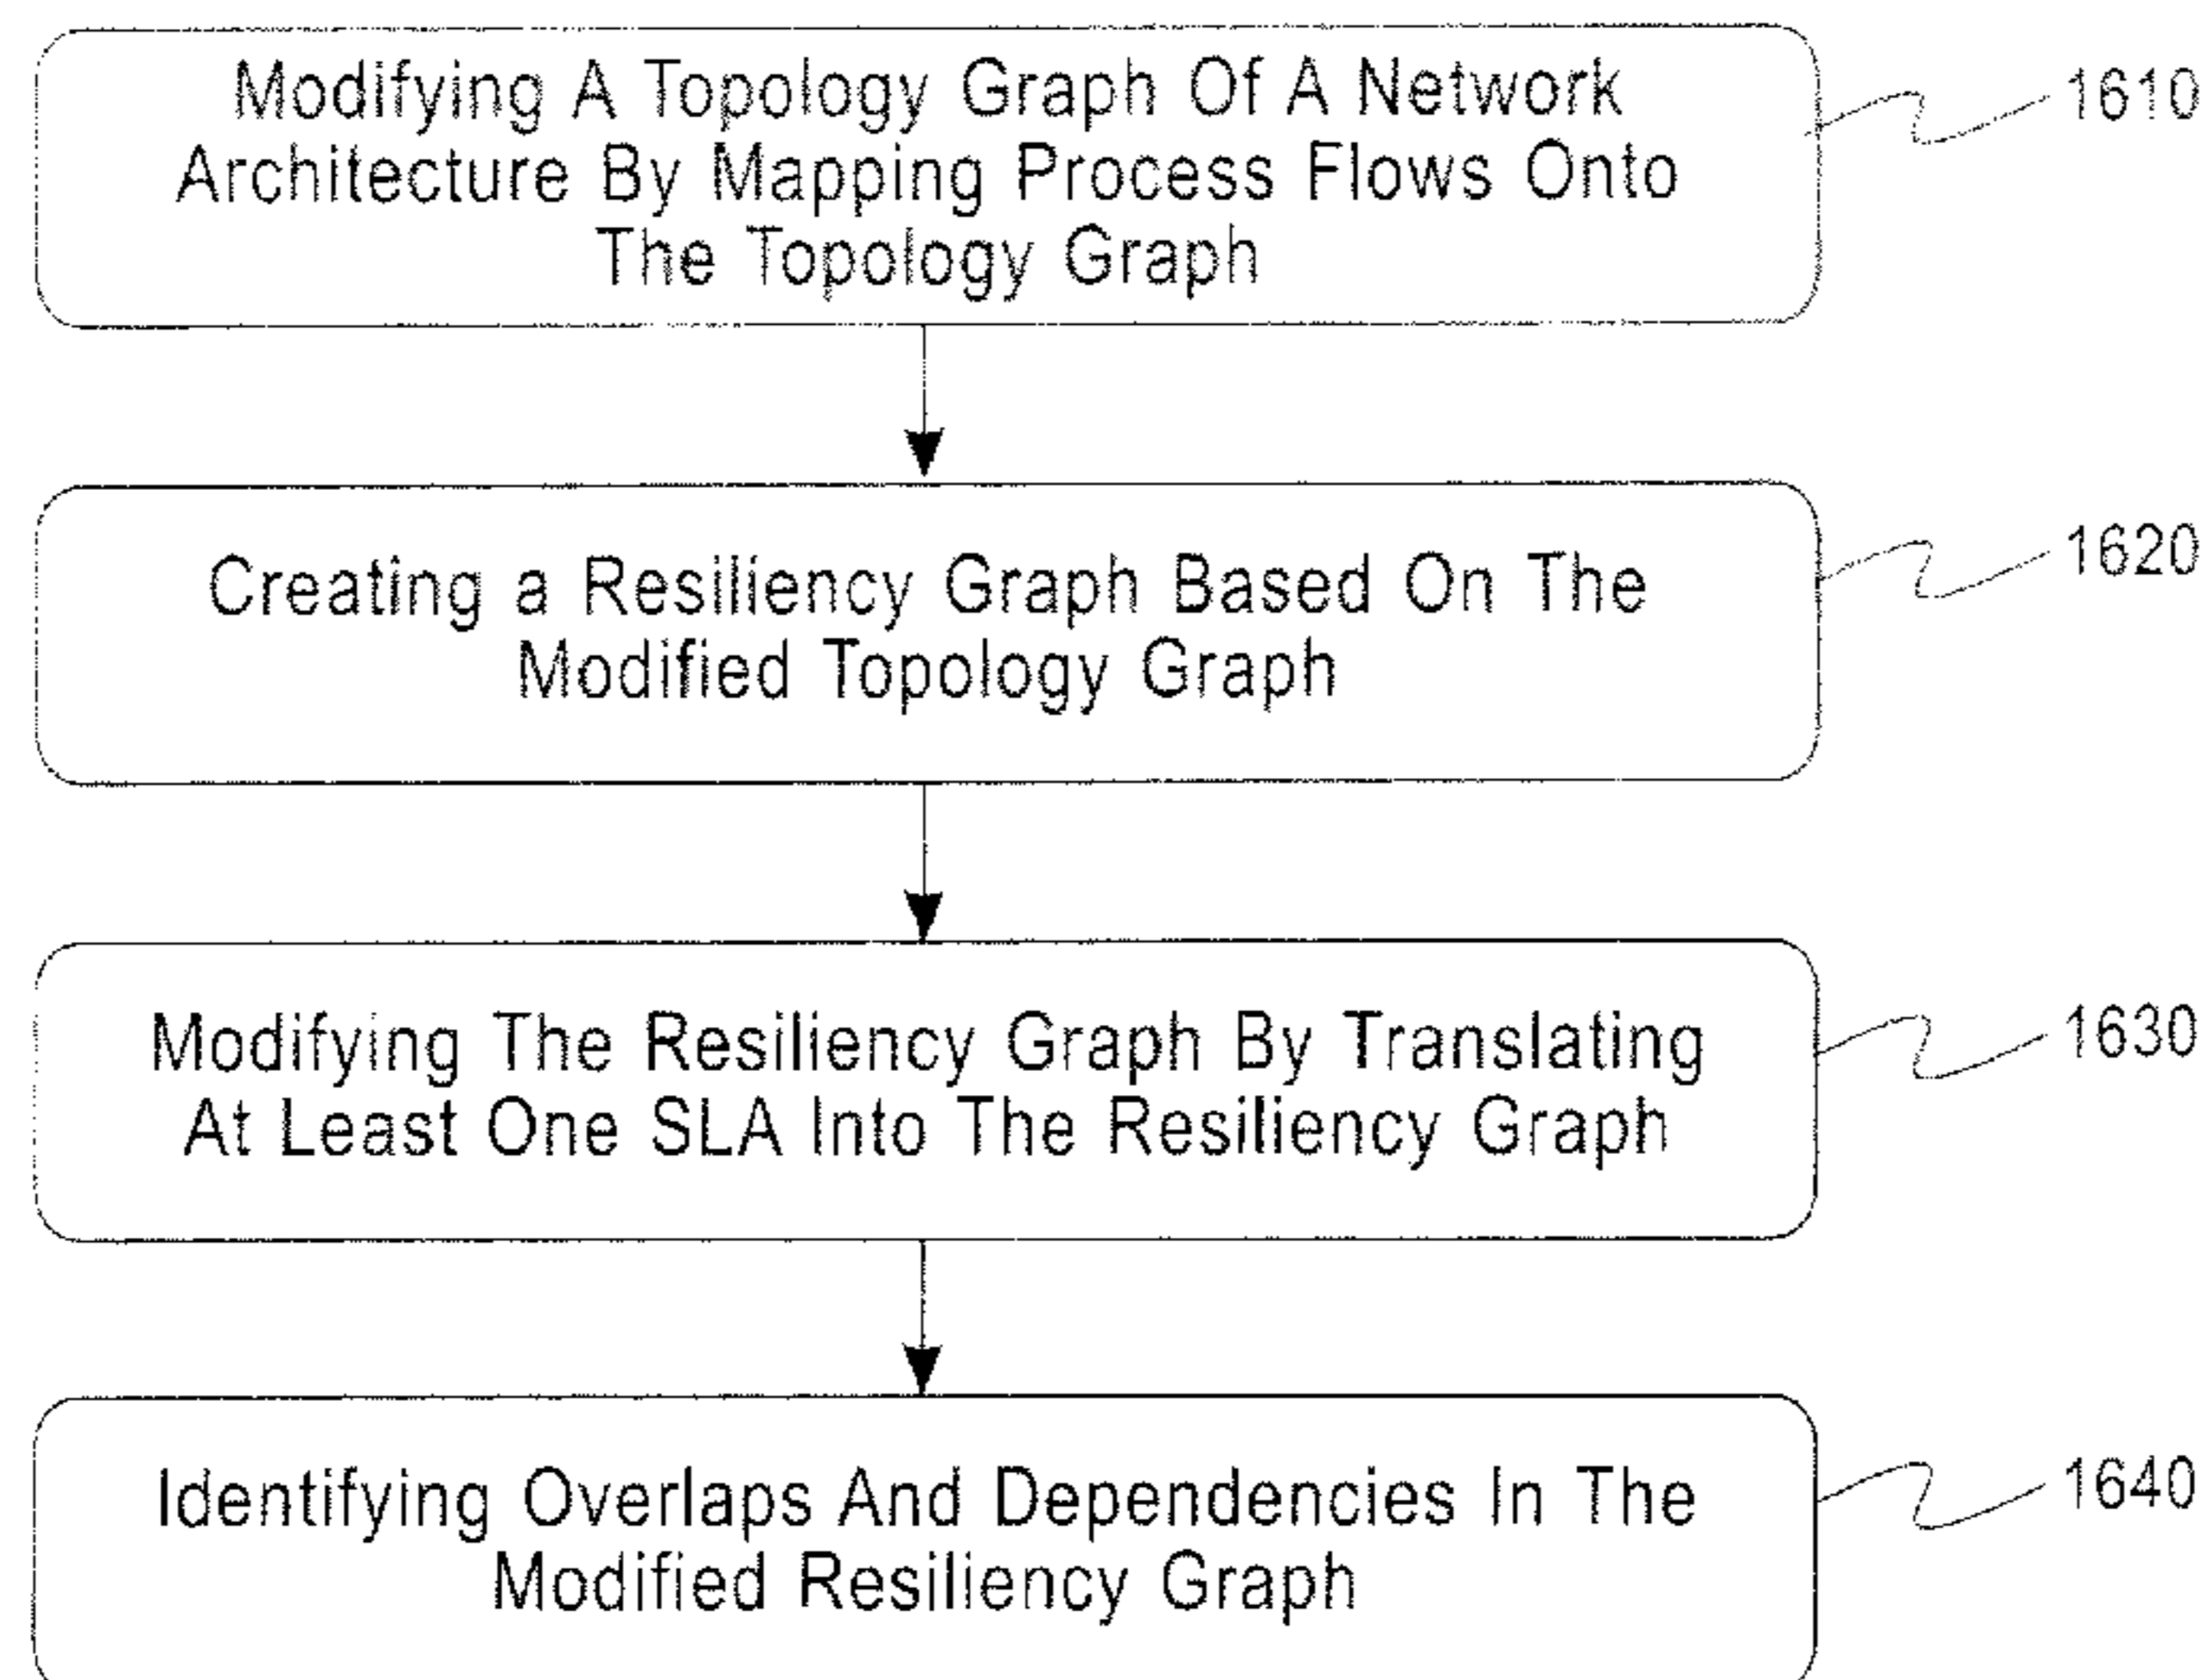 Modifying A Topology Graph Of A Network
Architecture By Mapping Process Flows Onto
The Topology Graph
1610
Creating a Resiliency Graph Based On The
Modified Topology Graph
1620
Modifying The Resiliency Graph By Translating
At Least One SLA Into The Resiliency Graph
1630
Identifying Overlaps And Dependencies In The
Modified Resiliency Graph
1640